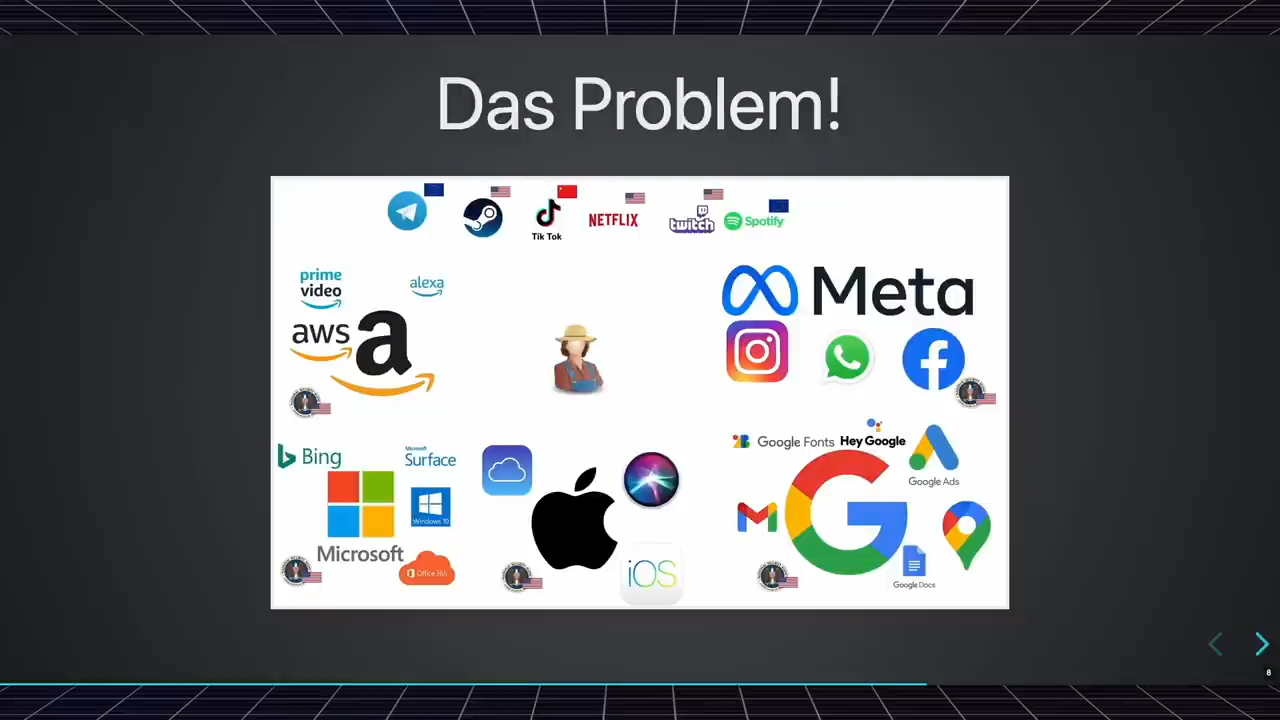 Das Problem!
Tik Tok
NETFLIX
twitch
Spotify
prime
video
alexa
aws
a
Meta
Bing
Microsoft
Surface
Windows 10
Microsoft
Office 365
iOS
Google Fonts
Hey Google
Google Ads
G
Google Docs
8